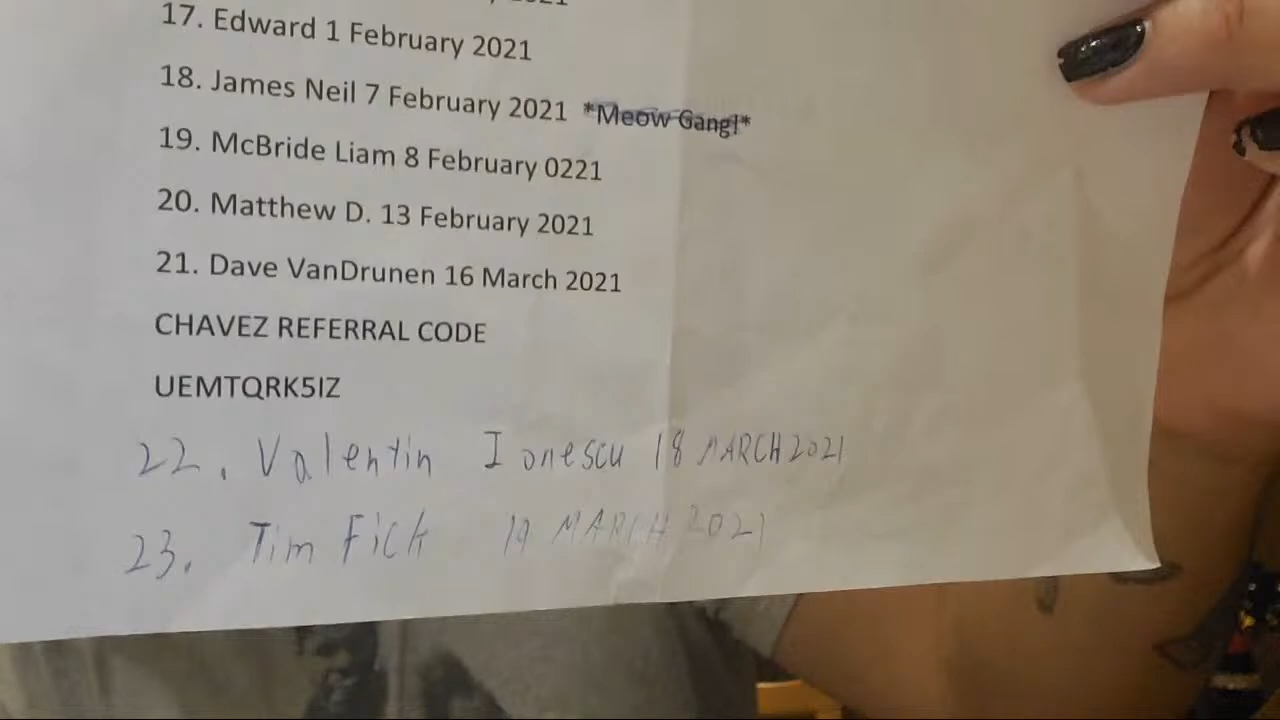 2021
17. Edward 1 February 2021
18. James Neil 7 February 2021 *Meow Gang!*
19. McBride Liam 8 February 0221
20. Matthew D. 13 February 2021
21. Dave VanDrunen 16 March 2021
CHAVEZ REFERRAL CODE
UEMTQRK5IZ
22. Valentin Ionescu 18 MARCH 2021
23. Tim Fick 19 MARCH 2021